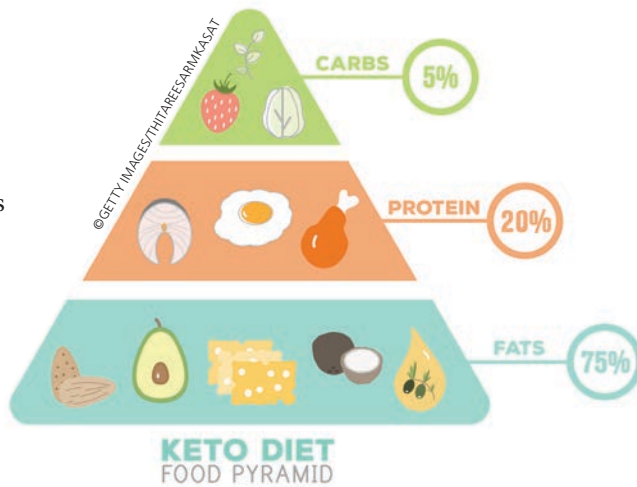 ©GETTY IMAGES/THITAREESARMKASAT
CARBS
5%
s
PROTEIN
20%
FATS
75%
KETO DIET
FOOD PYRAMID